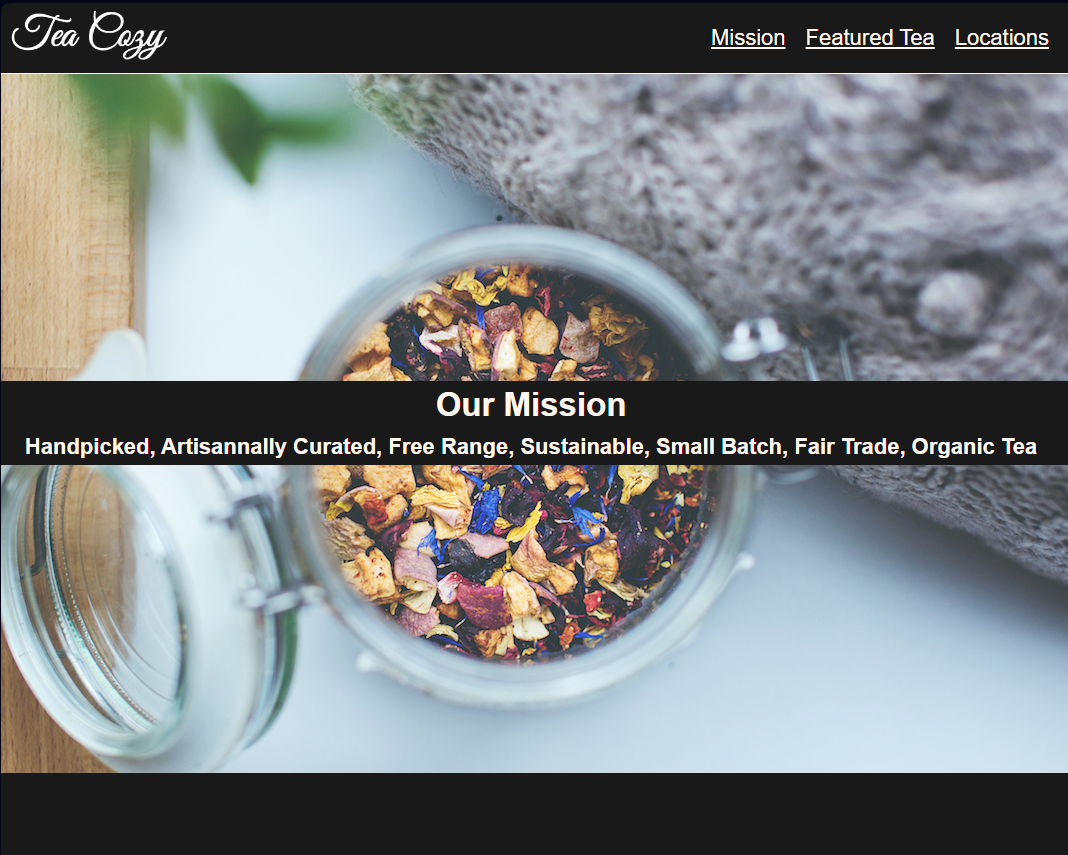 Tea Cozy
Mission Featured Tea Locations
Our Mission
Handpicked, Artisannally Curated, Free Range, Sustainable, Small Batch, Fair Trade, Organic Tea